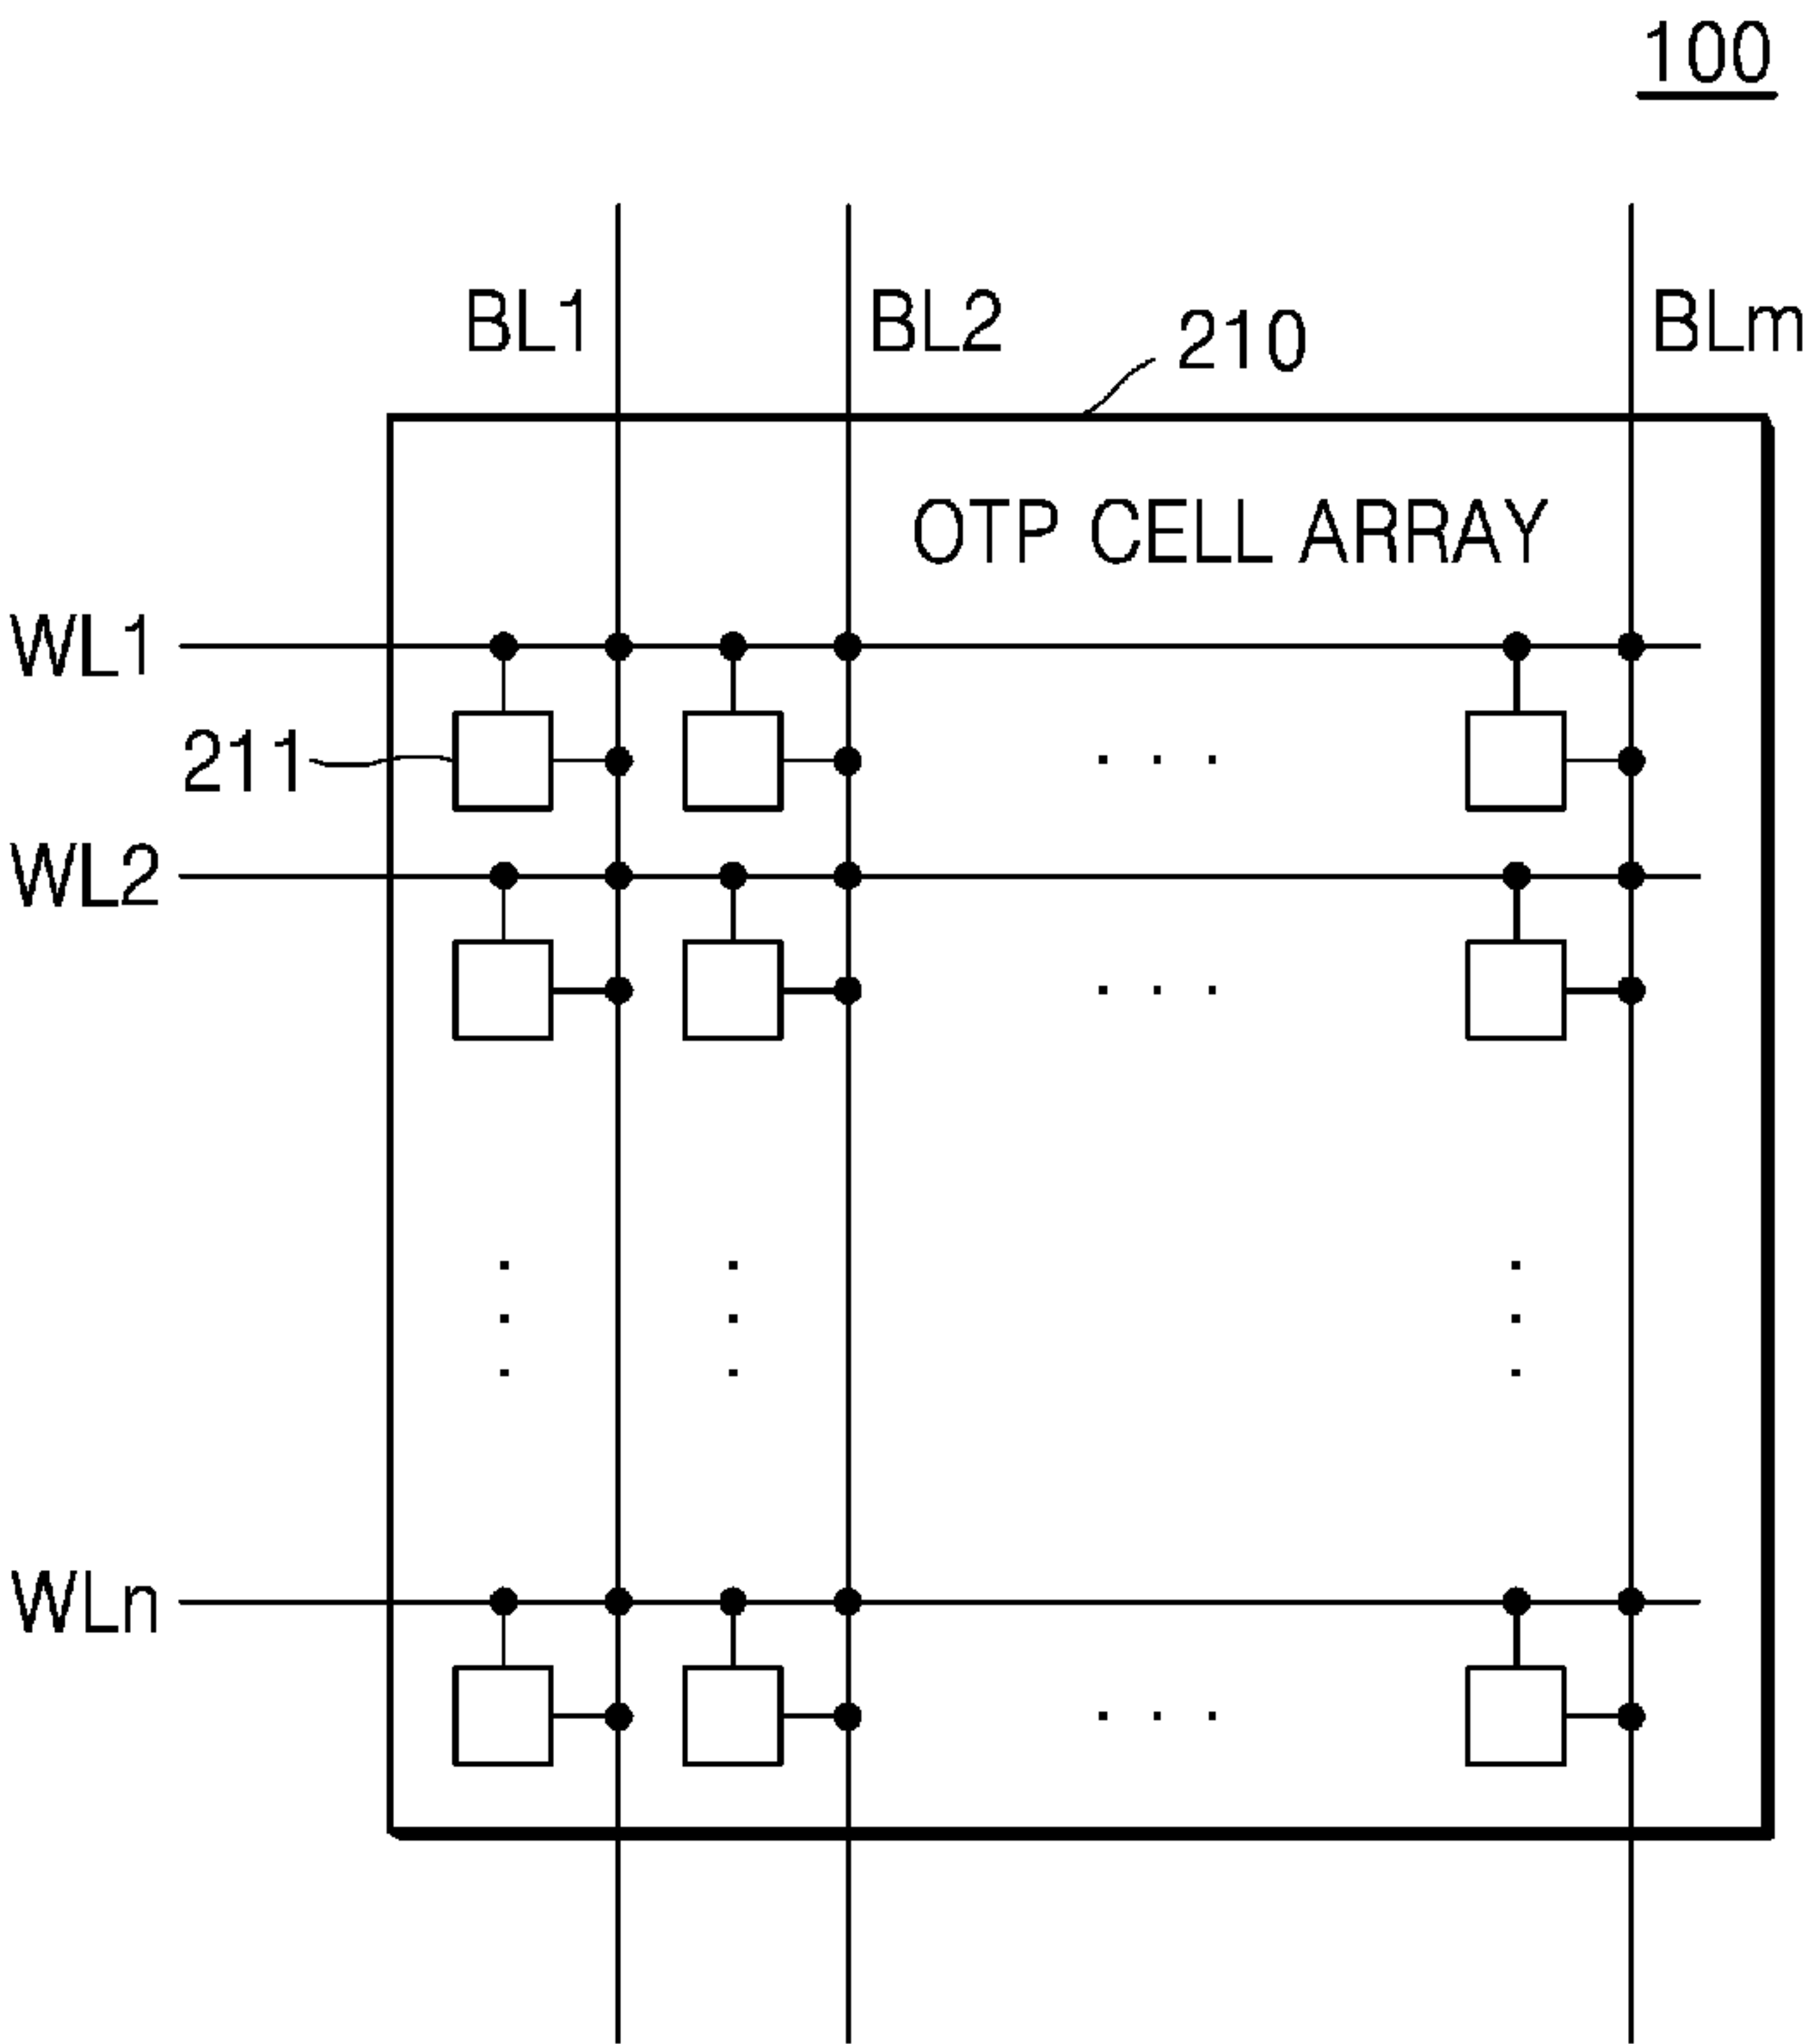 100
BL1 BL2 210 BLm
OTP CELL ARRAY
WL1
211
WL2
WLn